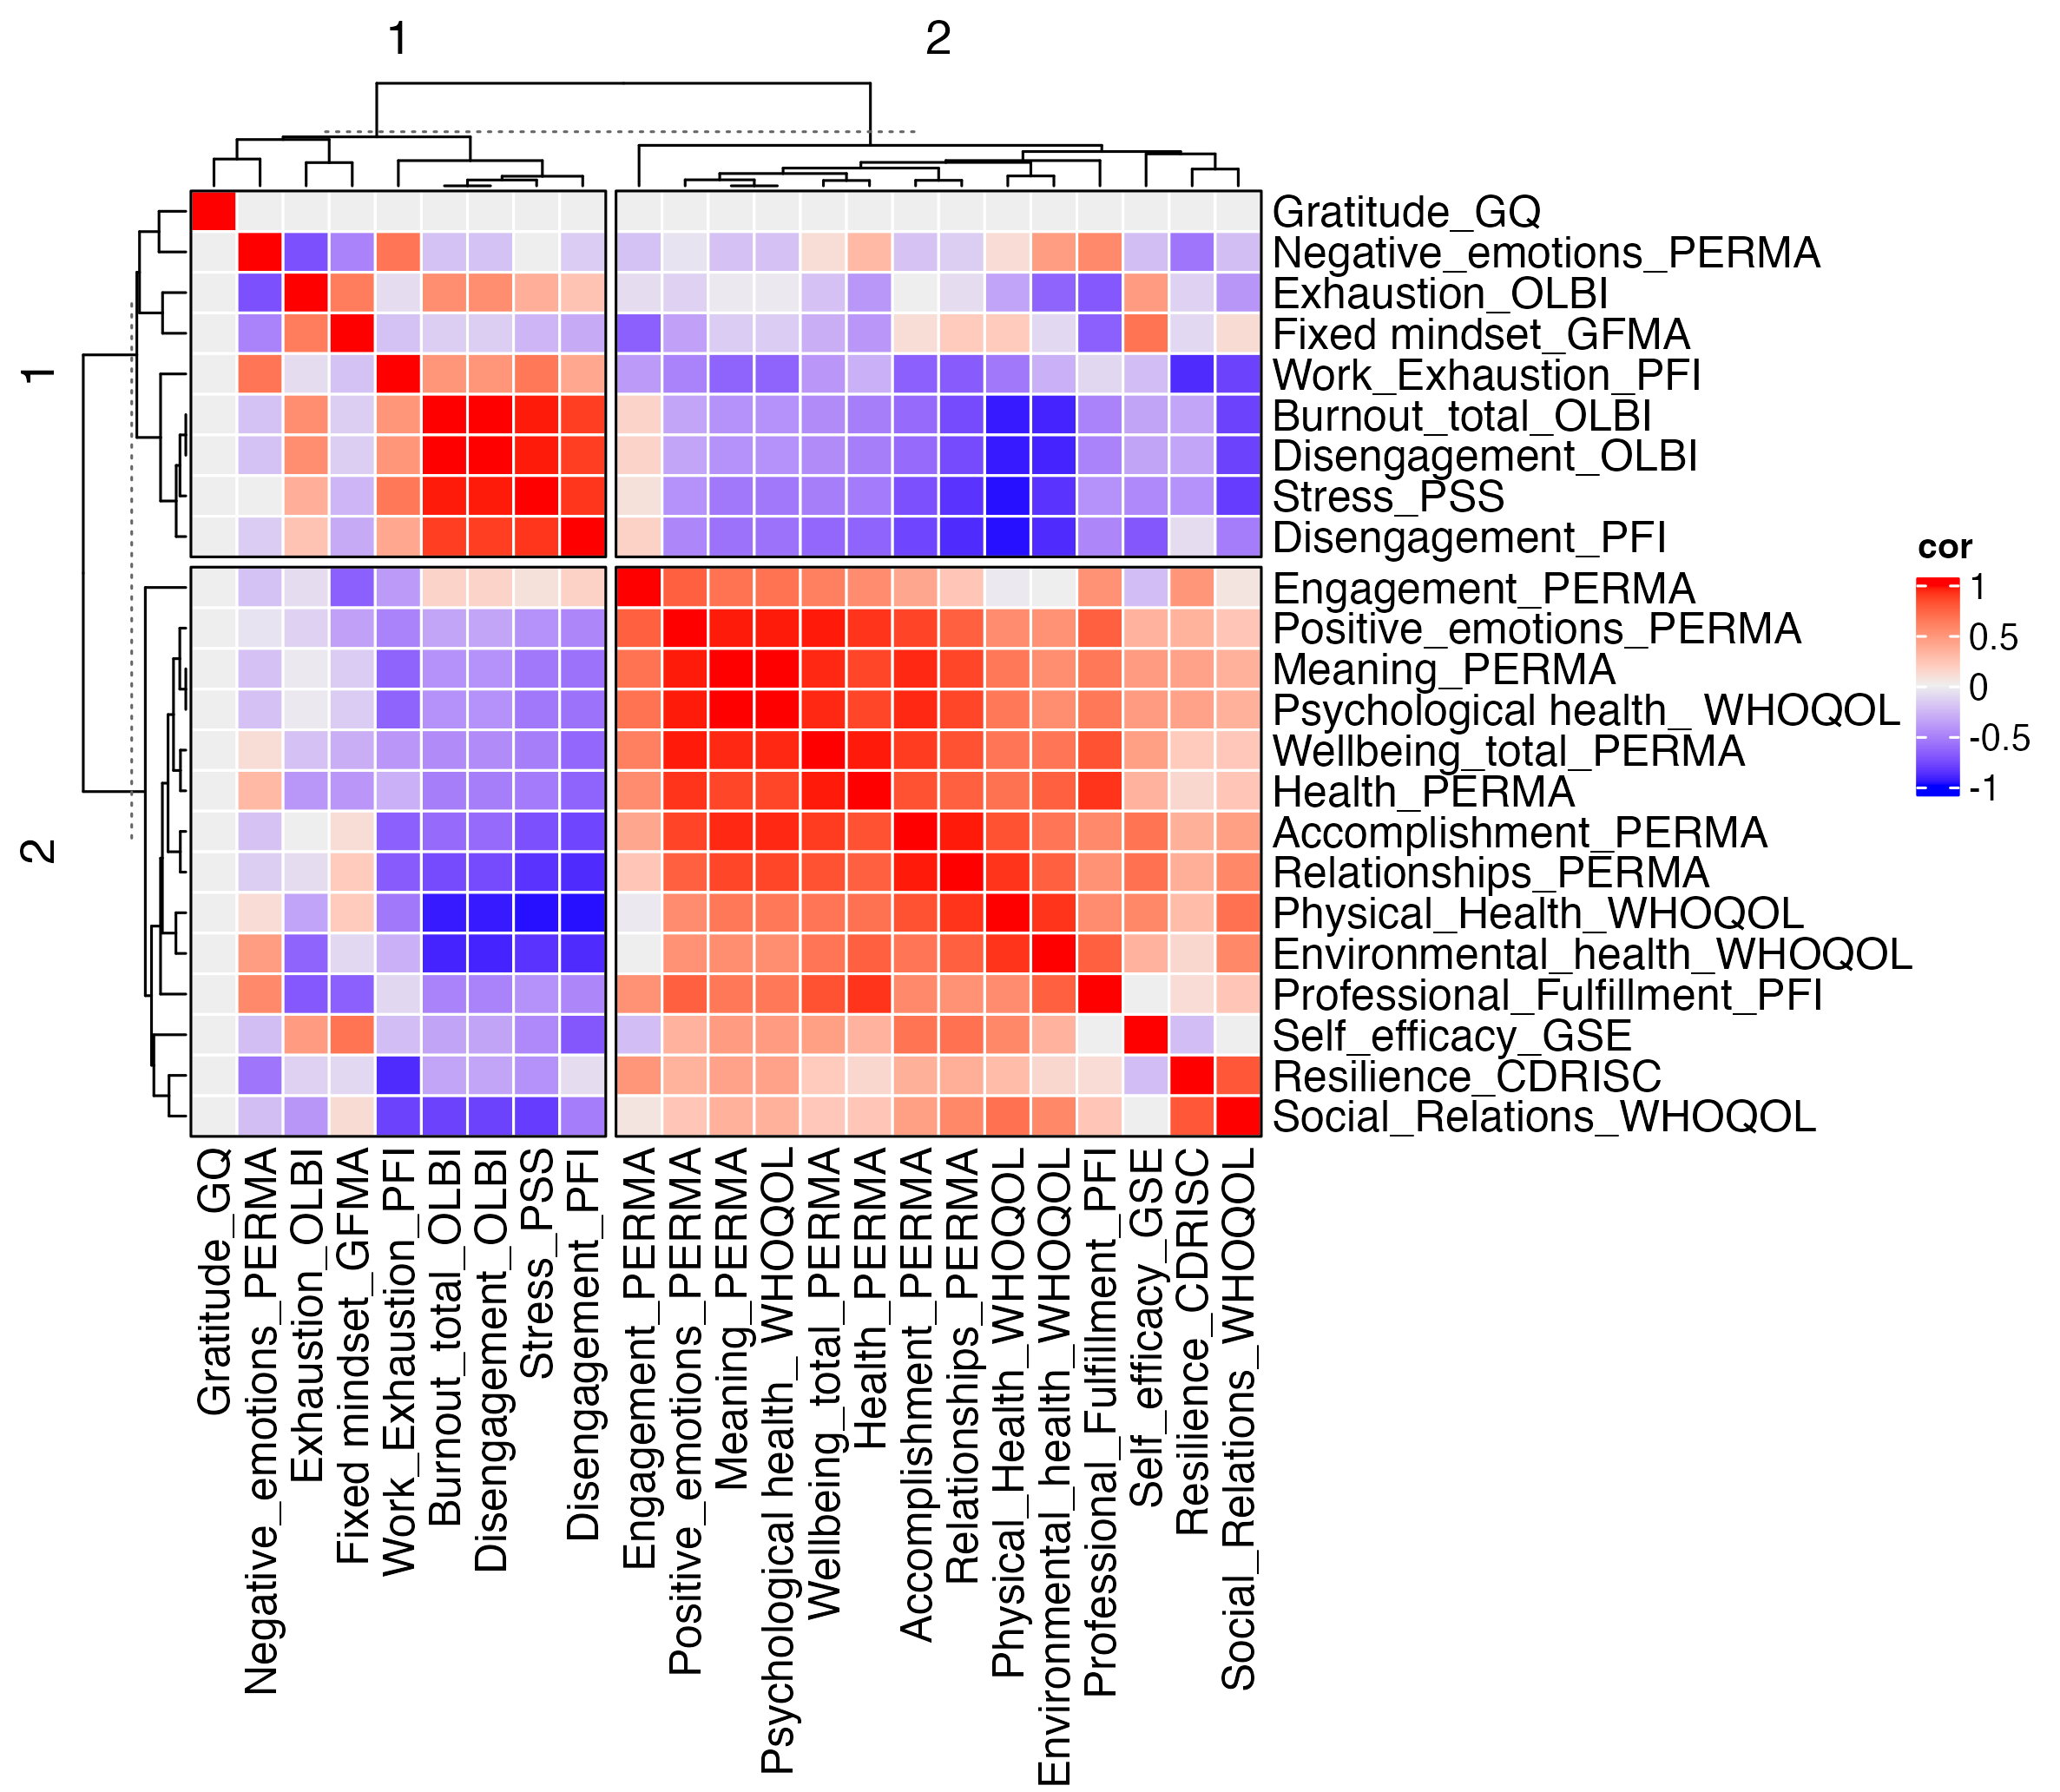 1
2
1
2
Gratitude_GQ
Negative_emotions_PERMA
Exhaustion_OLBI
Fixed mindset_GFMA
Work_Exhaustion_PFI
Burnout_total_OLBI
Disengagement_OLBI
Stress_PSS
Disengagement_PFI
Engagement_PERMA
Positive_emotions_PERMA
Meaning_PERMA
Psychological health_ WHOQOL
Wellbeing_total_PERMA
Health_PERMA
Accomplishment_PERMA
Relationships_PERMA
Physical_Health_WHOQOL
Environmental_health_WHOQOL
Professional_Fulfillment_PFI
Self_efficacy_GSE
Resilience_CDRISC
Social_Relations_WHOQOL
cor
1
0.5
0
-0.5
-1
Gratitude_GQ
Negative_emotions_PERMA
Exhaustion_OLBI
Fixed mindset_GFMA
Work_Exhaustion_PFI
Burnout_total_OLBI
Disengagement_OLBI
Stress_PSS
Disengagement_PFI
Engagement_PERMA
Positive_emotions_PERMA
Meaning_PERMA
Psychological health_ WHOQOL
Wellbeing_total_PERMA
Health_PERMA
Accomplishment_PERMA
Relationships_PERMA
Physical_Health_WHOQOL
Environmental_health_WHOQOL
Professional_Fulfillment_PFI
Self_efficacy_GSE
Resilience_CDRISC
Social_Relations_WHOQOL